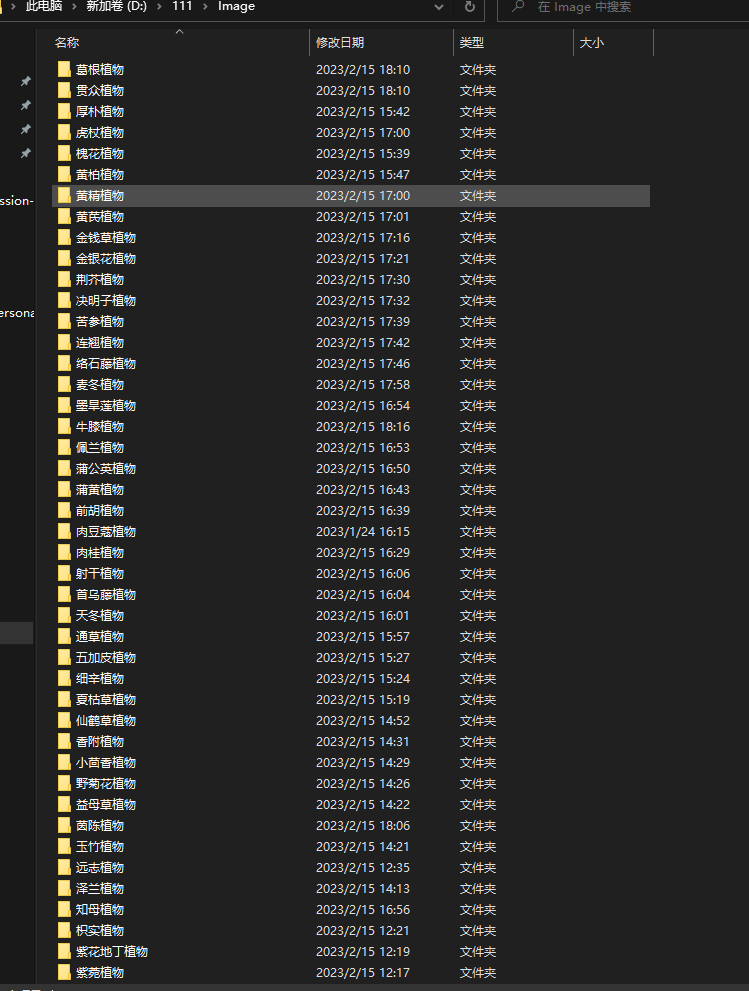 此电脑 › 新加卷 (D:) › 111 › Image 在 Image 中搜索
名称 修改日期 类型 大小
葛根植物 2023/2/15 18:10 文件夹
贯众植物 2023/2/15 18:10 文件夹
厚朴植物 2023/2/15 15:42 文件夹
虎杖植物 2023/2/15 17:00 文件夹
槐花植物 2023/2/15 15:39 文件夹
黄柏植物 2023/2/15 15:47 文件夹
黄精植物 2023/2/15 17:00 文件夹
黄芪植物 2023/2/15 17:01 文件夹
金钱草植物 2023/2/15 17:16 文件夹
金银花植物 2023/2/15 17:21 文件夹
荆芥植物 2023/2/15 17:30 文件夹
决明子植物 2023/2/15 17:32 文件夹
苦参植物 2023/2/15 17:39 文件夹
连翘植物 2023/2/15 17:42 文件夹
络石藤植物 2023/2/15 17:46 文件夹
麦冬植物 2023/2/15 17:58 文件夹
墨旱莲植物 2023/2/15 16:54 文件夹
牛膝植物 2023/2/15 18:16 文件夹
佩兰植物 2023/2/15 16:53 文件夹
蒲公英植物 2023/2/15 16:50 文件夹
蒲黄植物 2023/2/15 16:43 文件夹
前胡植物 2023/2/15 16:39 文件夹
肉豆蔻植物 2023/1/24 16:15 文件夹
肉桂植物 2023/2/15 16:29 文件夹
射干植物 2023/2/15 16:06 文件夹
首乌藤植物 2023/2/15 16:04 文件夹
天冬植物 2023/2/15 16:01 文件夹
通草植物 2023/2/15 15:57 文件夹
五加皮植物 2023/2/15 15:27 文件夹
细辛植物 2023/2/15 15:24 文件夹
夏枯草植物 2023/2/15 15:19 文件夹
仙鹤草植物 2023/2/15 14:52 文件夹
香附植物 2023/2/15 14:31 文件夹
小茴香植物 2023/2/15 14:29 文件夹
野菊花植物 2023/2/15 14:26 文件夹
益母草植物 2023/2/15 14:22 文件夹
茵陈植物 2023/2/15 18:06 文件夹
玉竹植物 2023/2/15 14:21 文件夹
远志植物 2023/2/15 12:35 文件夹
泽兰植物 2023/2/15 14:13 文件夹
知母植物 2023/2/15 16:56 文件夹
枳实植物 2023/2/15 12:21 文件夹
紫花地丁植物 2023/2/15 12:19 文件夹
紫菀植物 2023/2/15 12:17 文件夹
ssion-
ersona